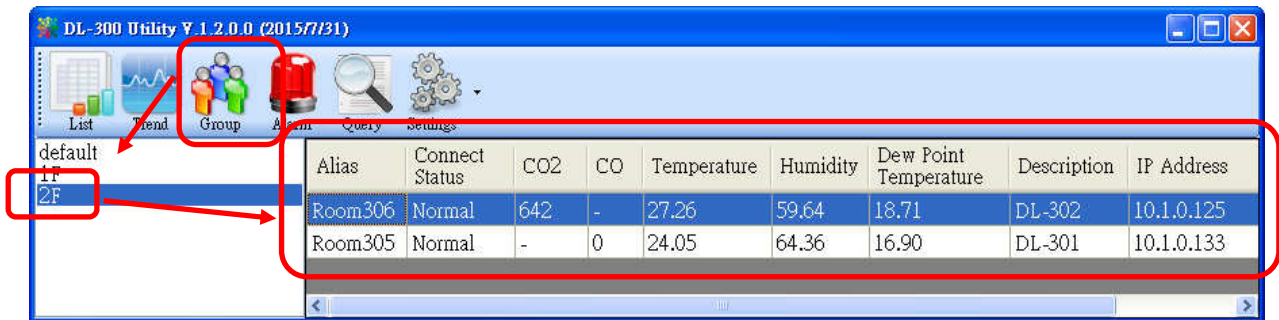 DL-300 Utility V.1.2.0.0 (2015/7/31)
List Trend Group Alarm Query Settings
default
1F
2F
Alias Connect Status CO2 CO Temperature Humidity Dew Point Temperature Description IP Address
Room306 Normal 642 - 27.26 59.64 18.71 DL-302 10.1.0.125
Room305 Normal - 0 24.05 64.36 16.90 DL-301 10.1.0.133